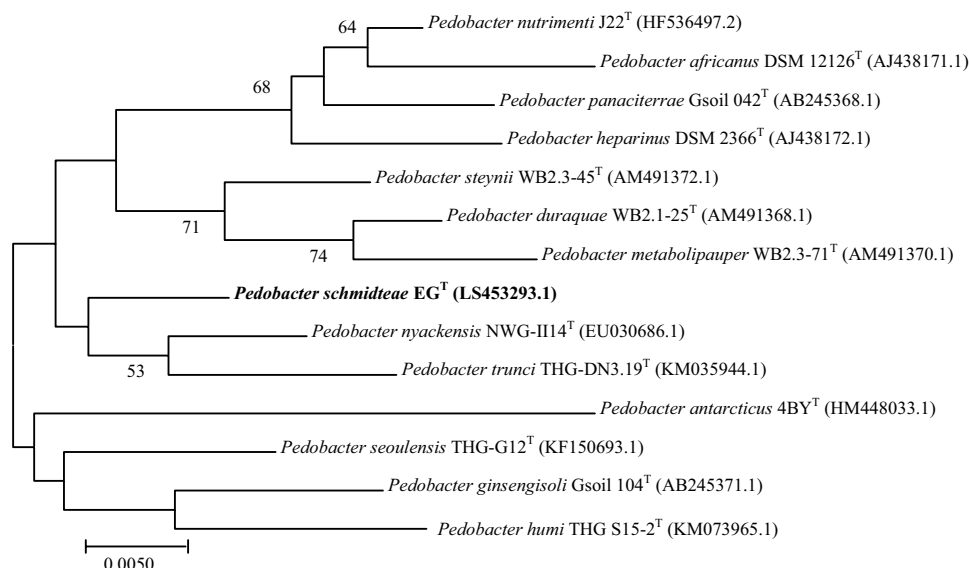 64
Pedobacter nutrimenti J22ᵀ (HF536497.2)
Pedobacter africanus DSM 12126ᵀ (AJ438171.1)
68
Pedobacter panaciterrae Gsoil 042ᵀ (AB245368.1)
Pedobacter heparinus DSM 2366ᵀ (AJ438172.1)
Pedobacter steynii WB2.3-45ᵀ (AM491372.1)
71
Pedobacter duraquae WB2.1-25ᵀ (AM491368.1)
74
Pedobacter metabolipauper WB2.3-71ᵀ (AM491370.1)
Pedobacter schmidteae EGᵀ (LS453293.1)
Pedobacter nyackensis NWG-II14ᵀ (EU030686.1)
53
Pedobacter trunci THG-DN3.19ᵀ (KM035944.1)
Pedobacter antarcticus 4BYᵀ (HM448033.1)
Pedobacter seoulensis THG-G12ᵀ (KF150693.1)
Pedobacter ginsengisoli Gsoil 104ᵀ (AB245371.1)
Pedobacter humi THG S15-2ᵀ (KM073965.1)
0.0050